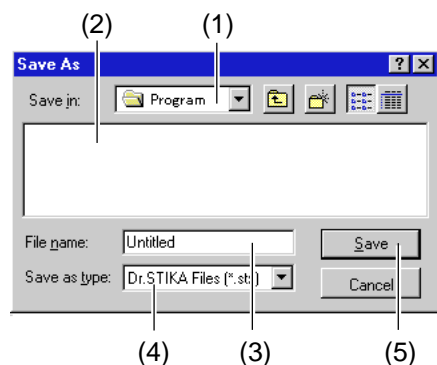 (2) (1)
Save As
Save in: Program
File name: Untitled Save
Save as type: Dr.STIKA Files (*.stx) Cancel
(4) (3) (5)